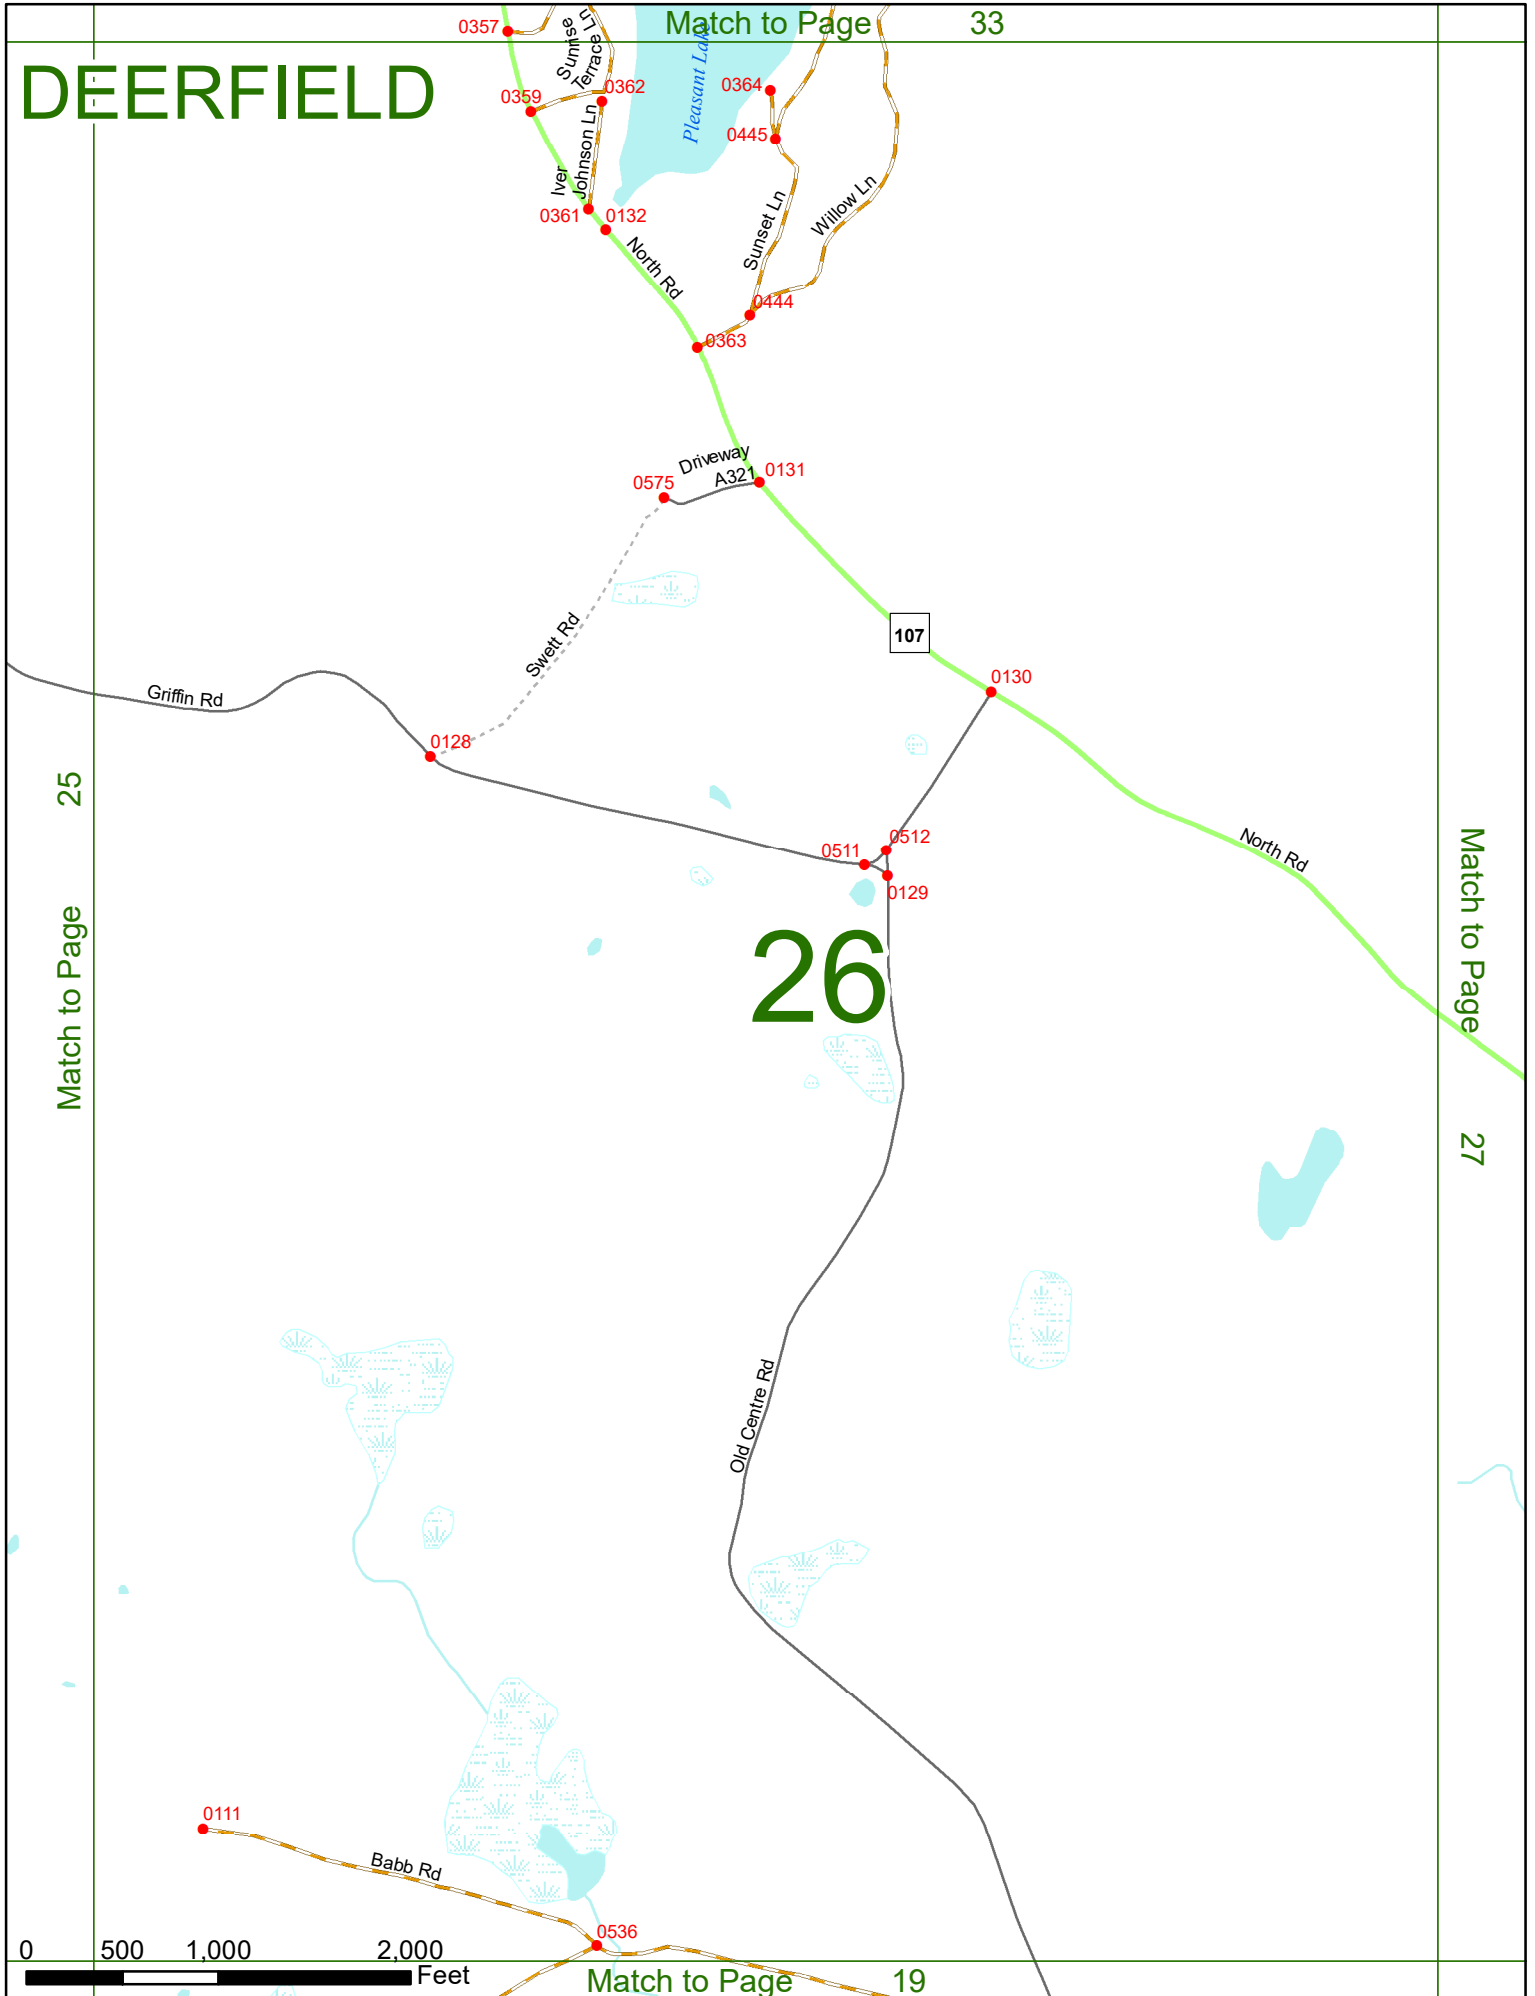 Match to Page 33
DEERFIELD
0357
Sunrise
Terrace Ln
Pleasant Lake
0359
0362
0364
0445
Iver
Johnson Ln
0361
0132
Sunset Ln
Willow Ln
North Rd
0444
0363
Driveway
A321
0575
0131
107
Swett Rd
0130
Griffin Rd
0128
25
Match to Page
0511
0512
0129
North Rd
Match to Page
27
26
Old Centre Rd
0111
Babb Rd
0536
0 500 1,000 2,000
Feet
Match to Page 19